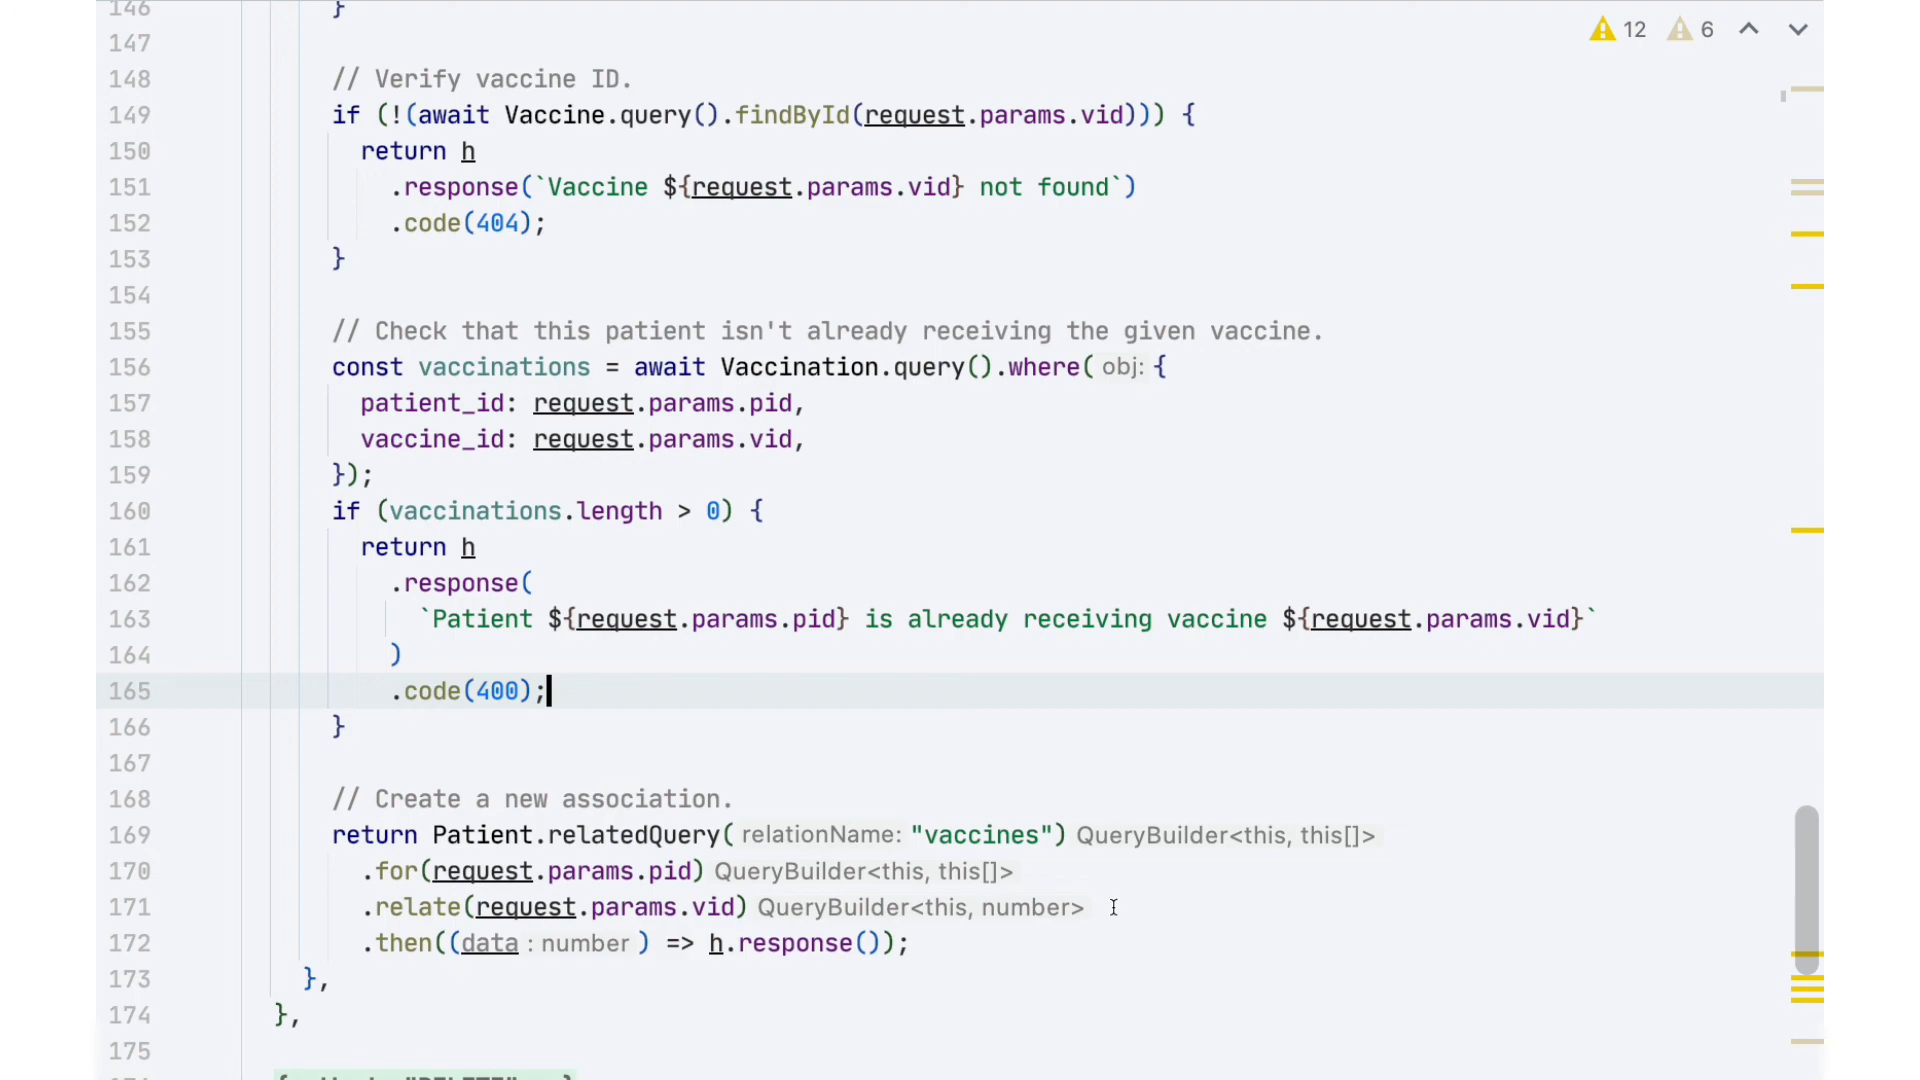 12 6
146 }
147
148 // Verify vaccine ID.
149 if (!(await Vaccine.query().findById(request.params.vid))) {
150 return h
151 .response(`Vaccine ${request.params.vid} not found`)
152 .code(404);
153 }
154
155 // Check that this patient isn't already receiving the given vaccine.
156 const vaccinations = await Vaccination.query().where( obj: {
157 patient_id: request.params.pid,
158 vaccine_id: request.params.vid,
159 });
160 if (vaccinations.length > 0) {
161 return h
162 .response(
163 `Patient ${request.params.pid} is already receiving vaccine ${request.params.vid}`
164 )
165 .code(400);
166 }
167
168 // Create a new association.
169 return Patient.relatedQuery( relationName: "vaccines") QueryBuilder<this, this[]>
170 .for(request.params.pid) QueryBuilder<this, this[]>
171 .relate(request.params.vid) QueryBuilder<this, number>
172 .then((data : number ) => h.response());
173 },
174 },
175